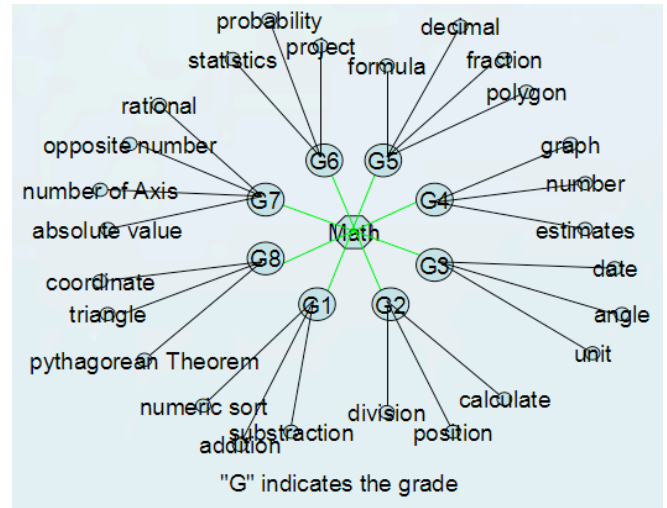 probability
decimal
project
statistics
formula
fraction
polygon
rational
opposite number
graph
G6
G5
number of Axis
number
G7
G4
absolute value
Math
estimates
G8
G3
date
coordinate
triangle
angle
G1
G2
pythagorean Theorem
unit
numeric sort
calculate
division
addition
substraction
position
"G" indicates the grade